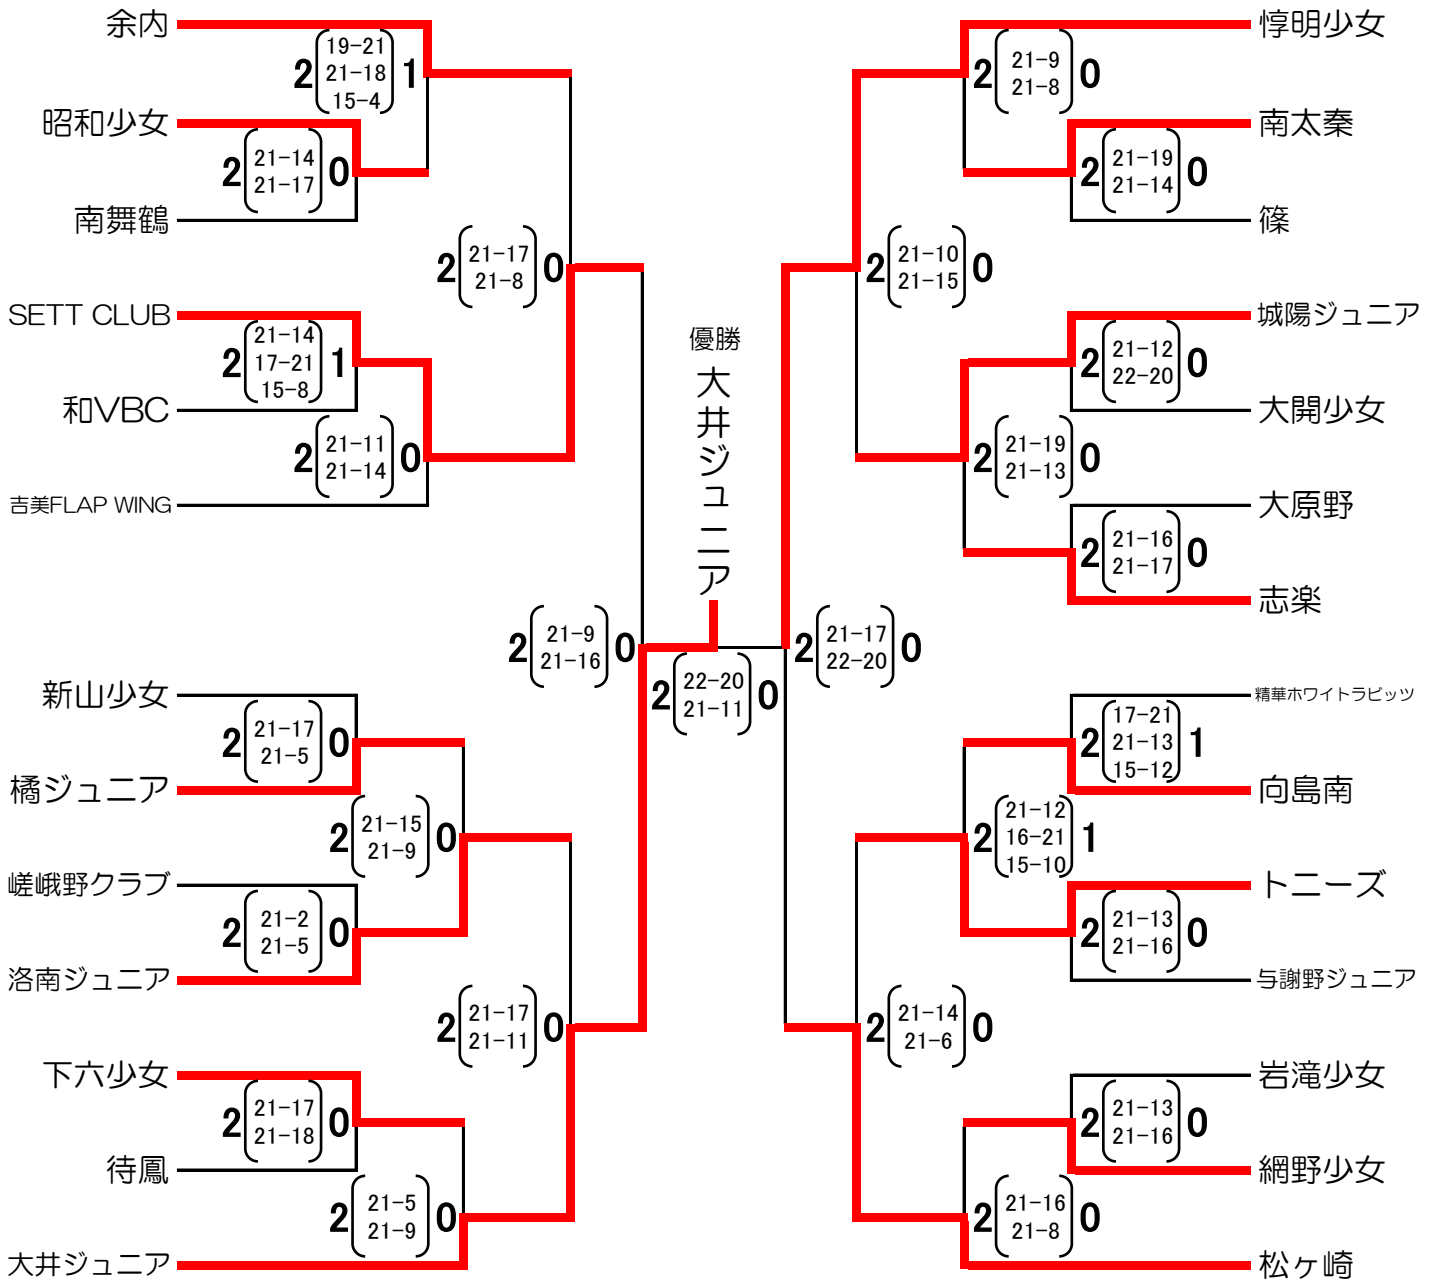 余内
2 19-21 1
21-18
15-4
昭和少女
2 21-14 0
21-17
南舞鶴
2 21-17 0
21-8
SETT CLUB
2 21-14 1
17-21
15-8
和VBC
2 21-11 0
21-14
吉美FLAP WING
2 21-9 0
21-16
新山少女
2 21-17 0
21-5
橘ジュニア
2 21-15 0
21-9
嵯峨野クラブ
2 21-2 0
21-5
洛南ジュニア
2 21-17 0
21-11
下六少女
2 21-17 0
21-18
待鳳
2 21-5 0
21-9
大井ジュニア
優勝
大井ジュニア
2 22-20 0
21-11
惇明少女
2 21-9 0
21-8
南太秦
2 21-19 0
21-14
篠
2 21-10 0
21-15
城陽ジュニア
2 21-12 0
22-20
大開少女
2 21-19 0
21-13
大原野
2 21-16 0
21-17
志楽
2 21-17 0
22-20
精華ホワイトラビッツ
2 17-21 1
21-13
15-12
向島南
2 21-12 1
16-21
15-10
トニーズ
2 21-13 0
21-16
与謝野ジュニア
2 21-14 0
21-6
岩滝少女
2 21-13 0
21-16
網野少女
2 21-16 0
21-8
松ヶ崎